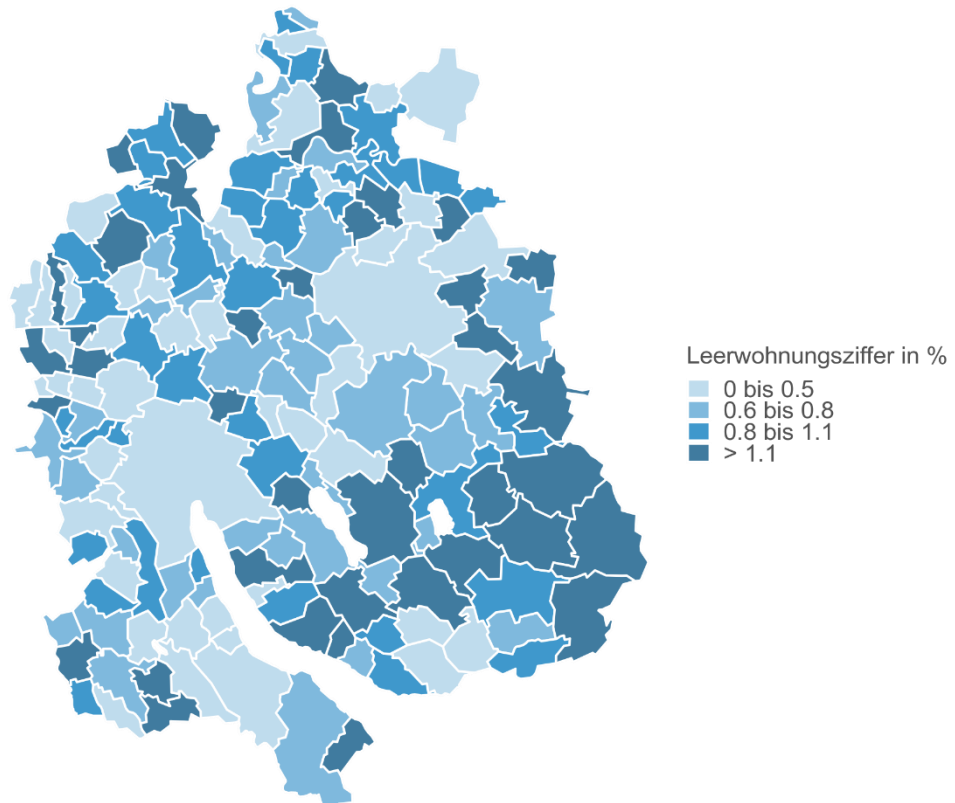 Leerwohnungsziffer in %
0 bis 0.5
0.6 bis 0.8
0.8 bis 1.1
> 1.1